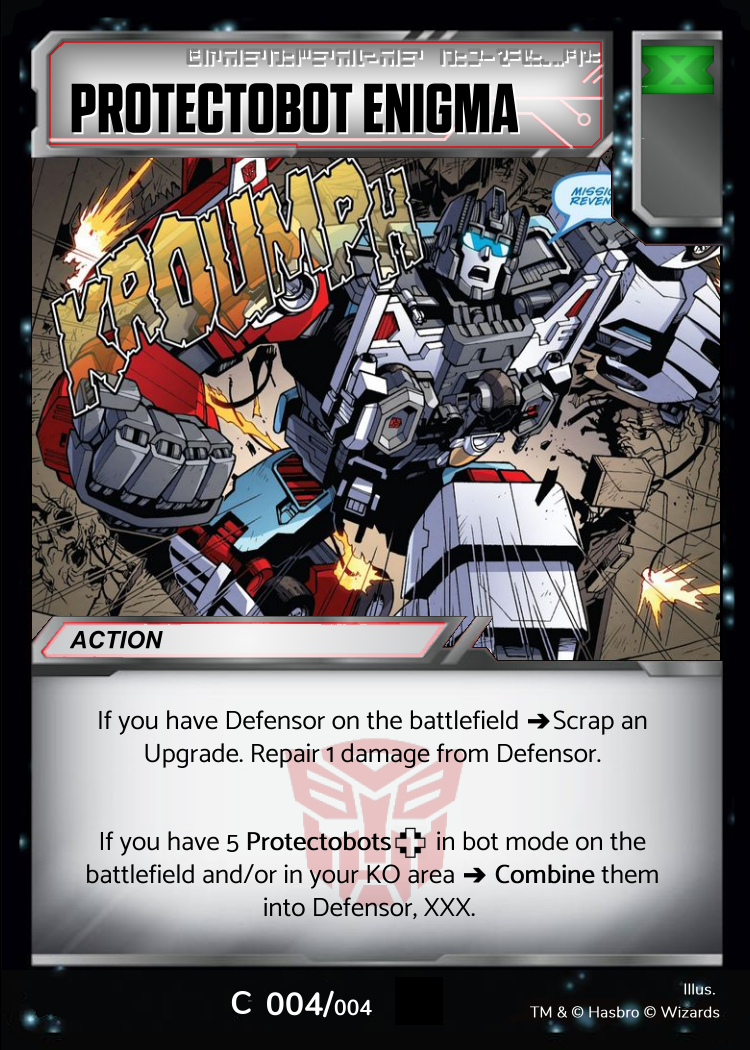 PROTECTOBOT ENIGMA
KROUMPH
MISSIO
REVEN
ACTION
If you have Defensor on the battlefield ➔Scrap an
Upgrade. Repair 1 damage from Defensor.
If you have 5 Protectobots in bot mode on the
battlefield and/or in your KO area ➔ Combine them
into Defensor, XXX.
C 004/004
Illus.
TM & © Hasbro © Wizards